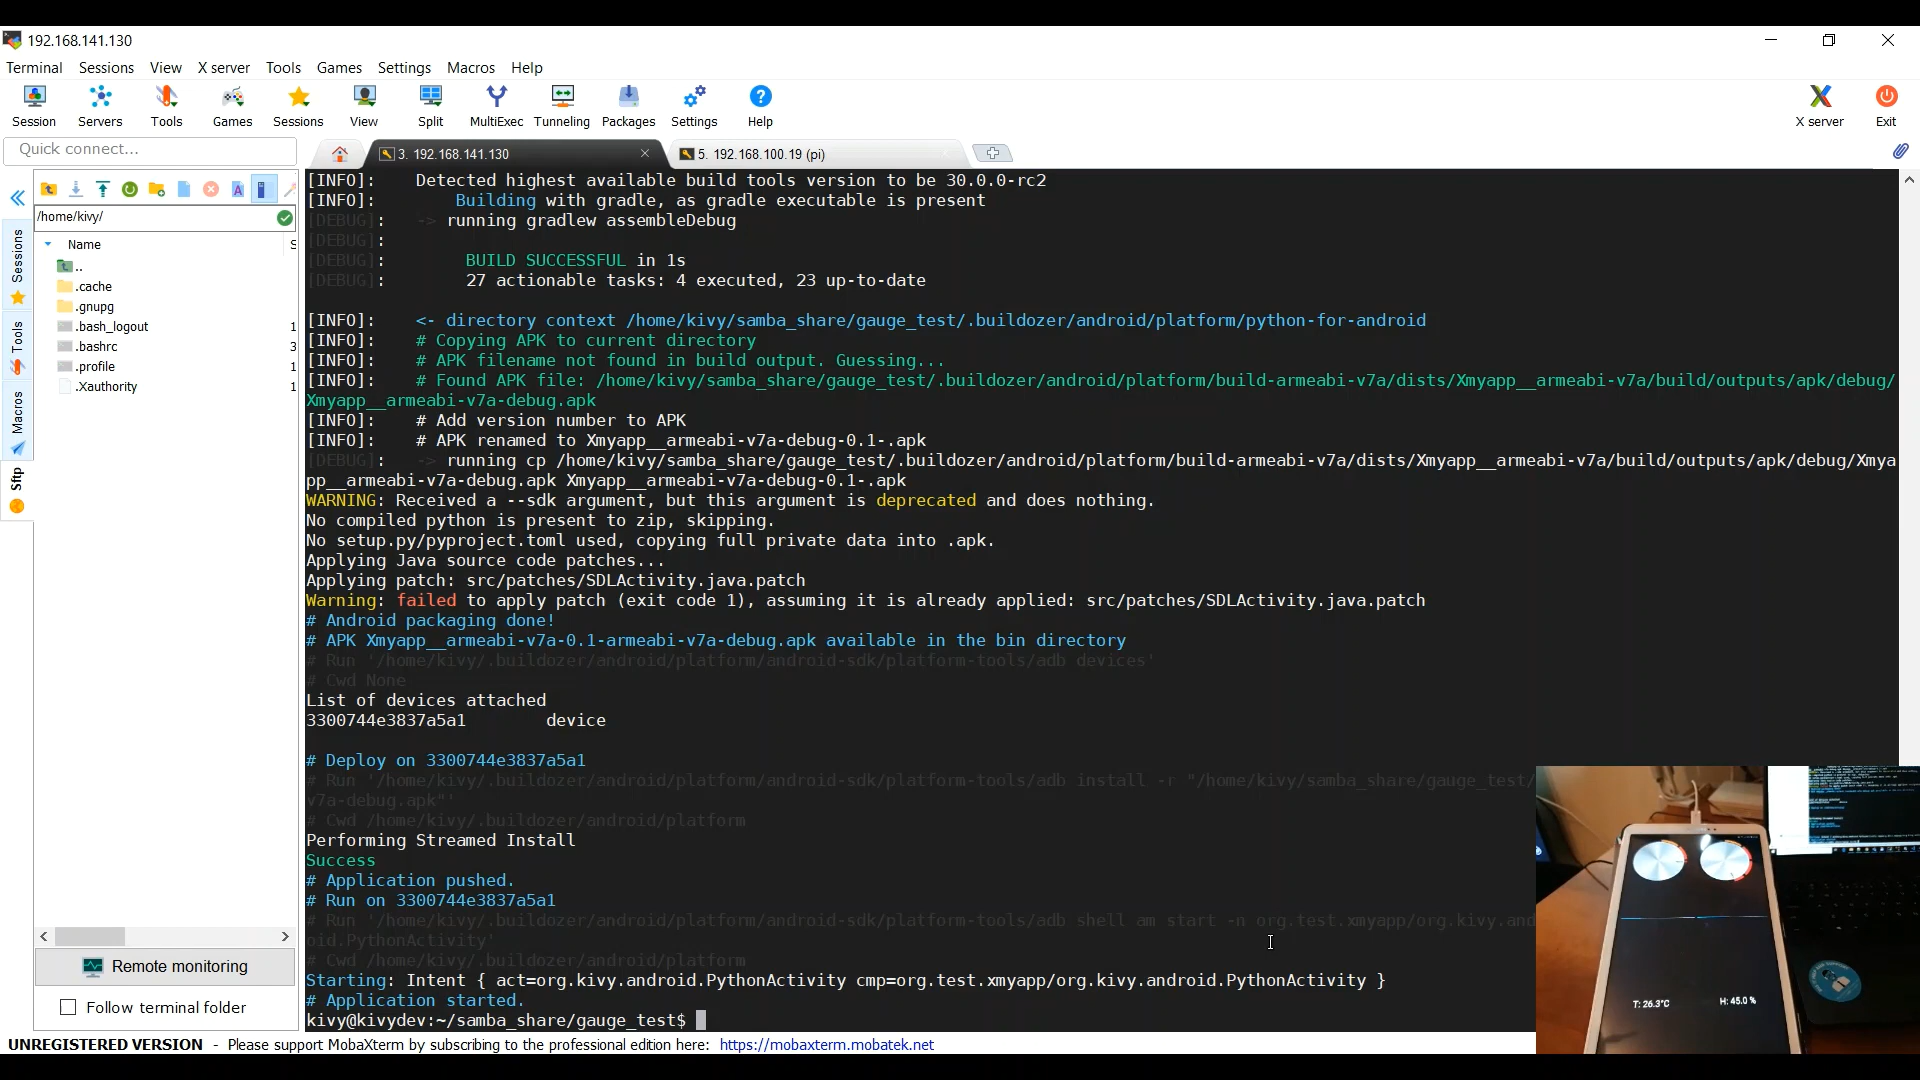 192.168.141.130
Terminal Sessions View X server Tools Games Settings Macros Help
Session Servers Tools Games Sessions View Split MultiExec Tunneling Packages Settings Help X server Exit
Quick connect...
3. 192.168.141.130
5. 192.168.100.19 (pi)
/home/kivy/
Name S
..
.cache
.gnupg
.bash_logout 1
.bashrc 3
.profile 1
.Xauthority 1
Sessions
Tools
Macros
Sftp
Remote monitoring
Follow terminal folder
[INFO]: Detected highest available build tools version to be 30.0.0-rc2
[INFO]: Building with gradle, as gradle executable is present
[DEBUG]: -> running gradlew assembleDebug
[DEBUG]:
[DEBUG]: BUILD SUCCESSFUL in 1s
[DEBUG]: 27 actionable tasks: 4 executed, 23 up-to-date
[INFO]: <- directory context /home/kivy/samba_share/gauge_test/.buildozer/android/platform/python-for-android
[INFO]: # Copying APK to current directory
[INFO]: # APK filename not found in build output. Guessing...
[INFO]: # Found APK file: /home/kivy/samba_share/gauge_test/.buildozer/android/platform/build-armeabi-v7a/dists/Xmyapp__armeabi-v7a/build/outputs/apk/debug/
Xmyapp__armeabi-v7a-debug.apk
[INFO]: # Add version number to APK
[INFO]: # APK renamed to Xmyapp__armeabi-v7a-debug-0.1-.apk
[DEBUG]: -> running cp /home/kivy/samba_share/gauge_test/.buildozer/android/platform/build-armeabi-v7a/dists/Xmyapp__armeabi-v7a/build/outputs/apk/debug/Xmya
pp__armeabi-v7a-debug.apk Xmyapp__armeabi-v7a-debug-0.1-.apk
WARNING: Received a --sdk argument, but this argument is deprecated and does nothing.
No compiled python is present to zip, skipping.
No setup.py/pyproject.toml used, copying full private data into .apk.
Applying Java source code patches...
Applying patch: src/patches/SDLActivity.java.patch
Warning: failed to apply patch (exit code 1), assuming it is already applied: src/patches/SDLActivity.java.patch
# Android packaging done!
# APK Xmyapp__armeabi-v7a-0.1-armeabi-v7a-debug.apk available in the bin directory
# Run '/home/kivy/.buildozer/android/platform/android-sdk/platform-tools/adb devices'
# Cwd None
List of devices attached
3300744e3837a5a1 device
# Deploy on 3300744e3837a5a1
# Run '/home/kivy/.buildozer/android/platform/android-sdk/platform-tools/adb install -r "/home/kivy/samba_share/gauge_test/
v7a-debug.apk"'
# Cwd /home/kivy/.buildozer/android/platform
Performing Streamed Install
Success
# Application pushed.
# Run on 3300744e3837a5a1
# Run '/home/kivy/.buildozer/android/platform/android-sdk/platform-tools/adb shell am start -n org.test.xmyapp/org.kivy.and
oid.PythonActivity'
# Cwd /home/kivy/.buildozer/android/platform
Starting: Intent { act=org.kivy.android.PythonActivity cmp=org.test.xmyapp/org.kivy.android.PythonActivity }
# Application started.
kivy@kivydev:~/samba_share/gauge_test$
T: 26.3°C H: 45.0 %
UNREGISTERED VERSION - Please support MobaXterm by subscribing to the professional edition here: https://mobaxterm.mobatek.net